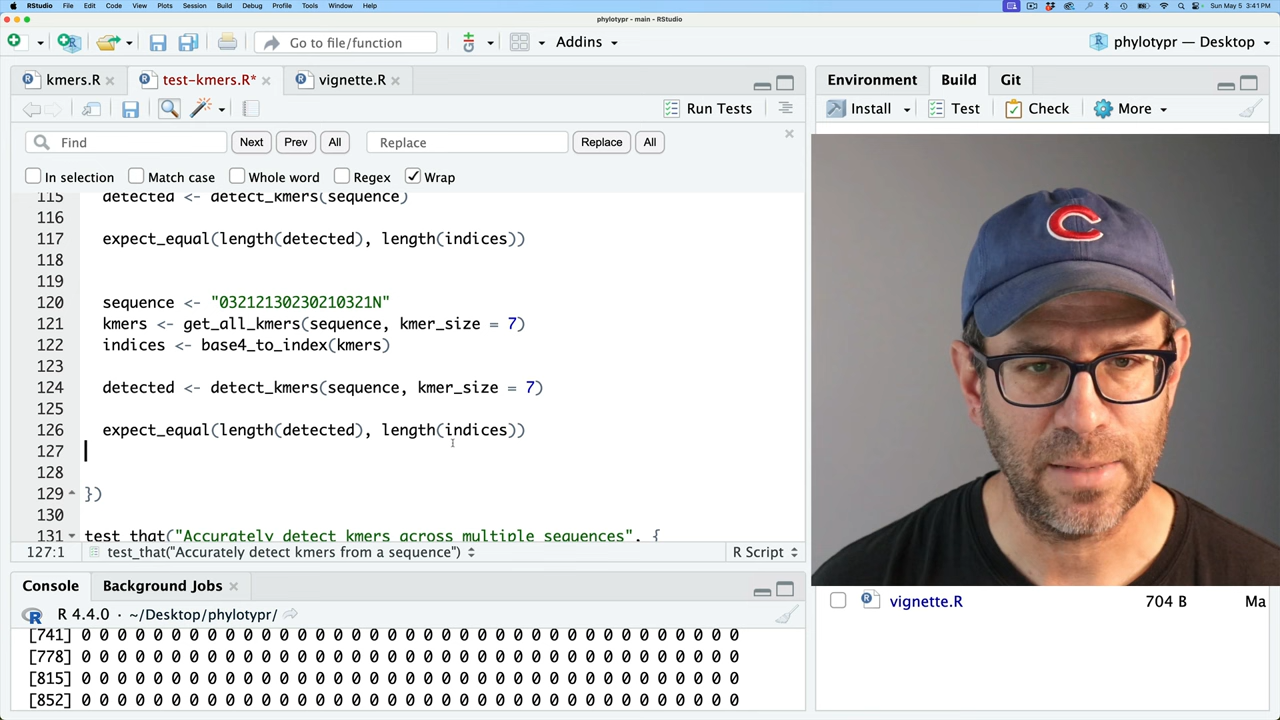 RStudio File Edit Code View Plots Session Build Debug Profile Tools Window Help Sun May 5 3:41 PM
phylotypr - main - RStudio
Go to file/function Addins phylotypr — Desktop
kmers.R test-kmers.R* vignette.R
Environment Build Git
Run Tests
Install Test Check More
Find Next Prev All Replace Replace All
In selection Match case Whole word Regex Wrap
115 detected <- detect_kmers(sequence)
116
117 expect_equal(length(detected), length(indices))
118
119
120 sequence <- "03212130230210321N"
121 kmers <- get_all_kmers(sequence, kmer_size = 7)
122 indices <- base4_to_index(kmers)
123
124 detected <- detect_kmers(sequence, kmer_size = 7)
125
126 expect_equal(length(detected), length(indices))
127
128
129 })
130
131 test_that("Accurately detect kmers across multiple sequences", {
127:1 test_that("Accurately detect kmers from a sequence") R Script
Console Background Jobs
R 4.4.0 · ~/Desktop/phylotypr/
[741] 0 0 0 0 0 0 0 0 0 0 0 0 0 0 0 0 0 0 0 0 0 0 0 0 0 0 0 0 0 0 0 0 0 0 0 0 0
[778] 0 0 0 0 0 0 0 0 0 0 0 0 0 0 0 0 0 0 0 0 0 0 0 0 0 0 0 0 0 0 0 0 0 0 0 0 0
[815] 0 0 0 0 0 0 0 0 0 0 0 0 0 0 0 0 0 0 0 0 0 0 0 0 0 0 0 0 0 0 0 0 0 0 0 0 0
[852] 0 0 0 0 0 0 0 0 0 0 0 0 0 0 0 0 0 0 0 0 0 0 0 0 0 0 0 0 0 0 0 0 0 0 0 0 0
C
vignette.R 704 B Ma